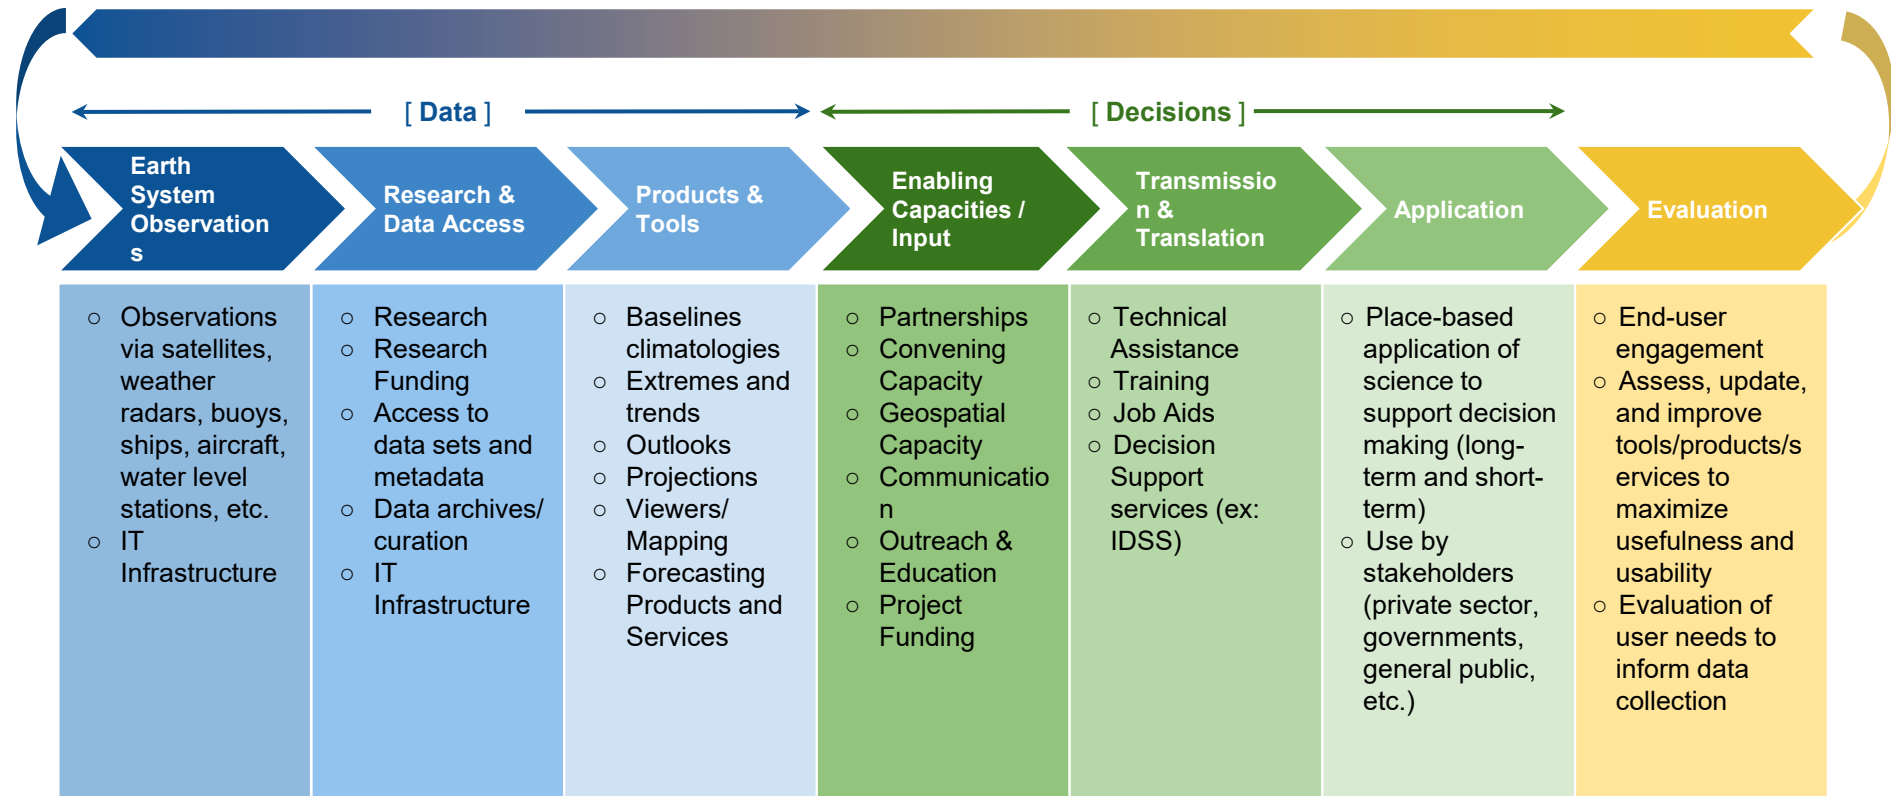 [ Data ]
[ Decisions ]
Earth
System
Observation
s
Research &
Data Access
Products &
Tools
Enabling
Capacities /
Input
Transmissio
n &
Translation
Application
Evaluation
○ Observations
via satellites,
weather
radars, buoys,
ships, aircraft,
water level
stations, etc.
○ IT
Infrastructure
○ Research
○ Research
Funding
○ Access to
data sets and
metadata
○ Data archives/
curation
○ IT
Infrastructure
○ Baselines
climatologies
○ Extremes and
trends
○ Outlooks
○ Projections
○ Viewers/
Mapping
○ Forecasting
Products and
Services
○ Partnerships
○ Convening
Capacity
○ Geospatial
Capacity
○ Communicatio
n
○ Outreach &
Education
○ Project
Funding
○ Technical
Assistance
○ Training
○ Job Aids
○ Decision
Support
services (ex:
IDSS)
○ Place-based
application of
science to
support decision
making (long-
term and short-
term)
○ Use by
stakeholders
(private sector,
governments,
general public,
etc.)
○ End-user
engagement
○ Assess, update,
and improve
tools/products/s
ervices to
maximize
usefulness and
usability
○ Evaluation of
user needs to
inform data
collection